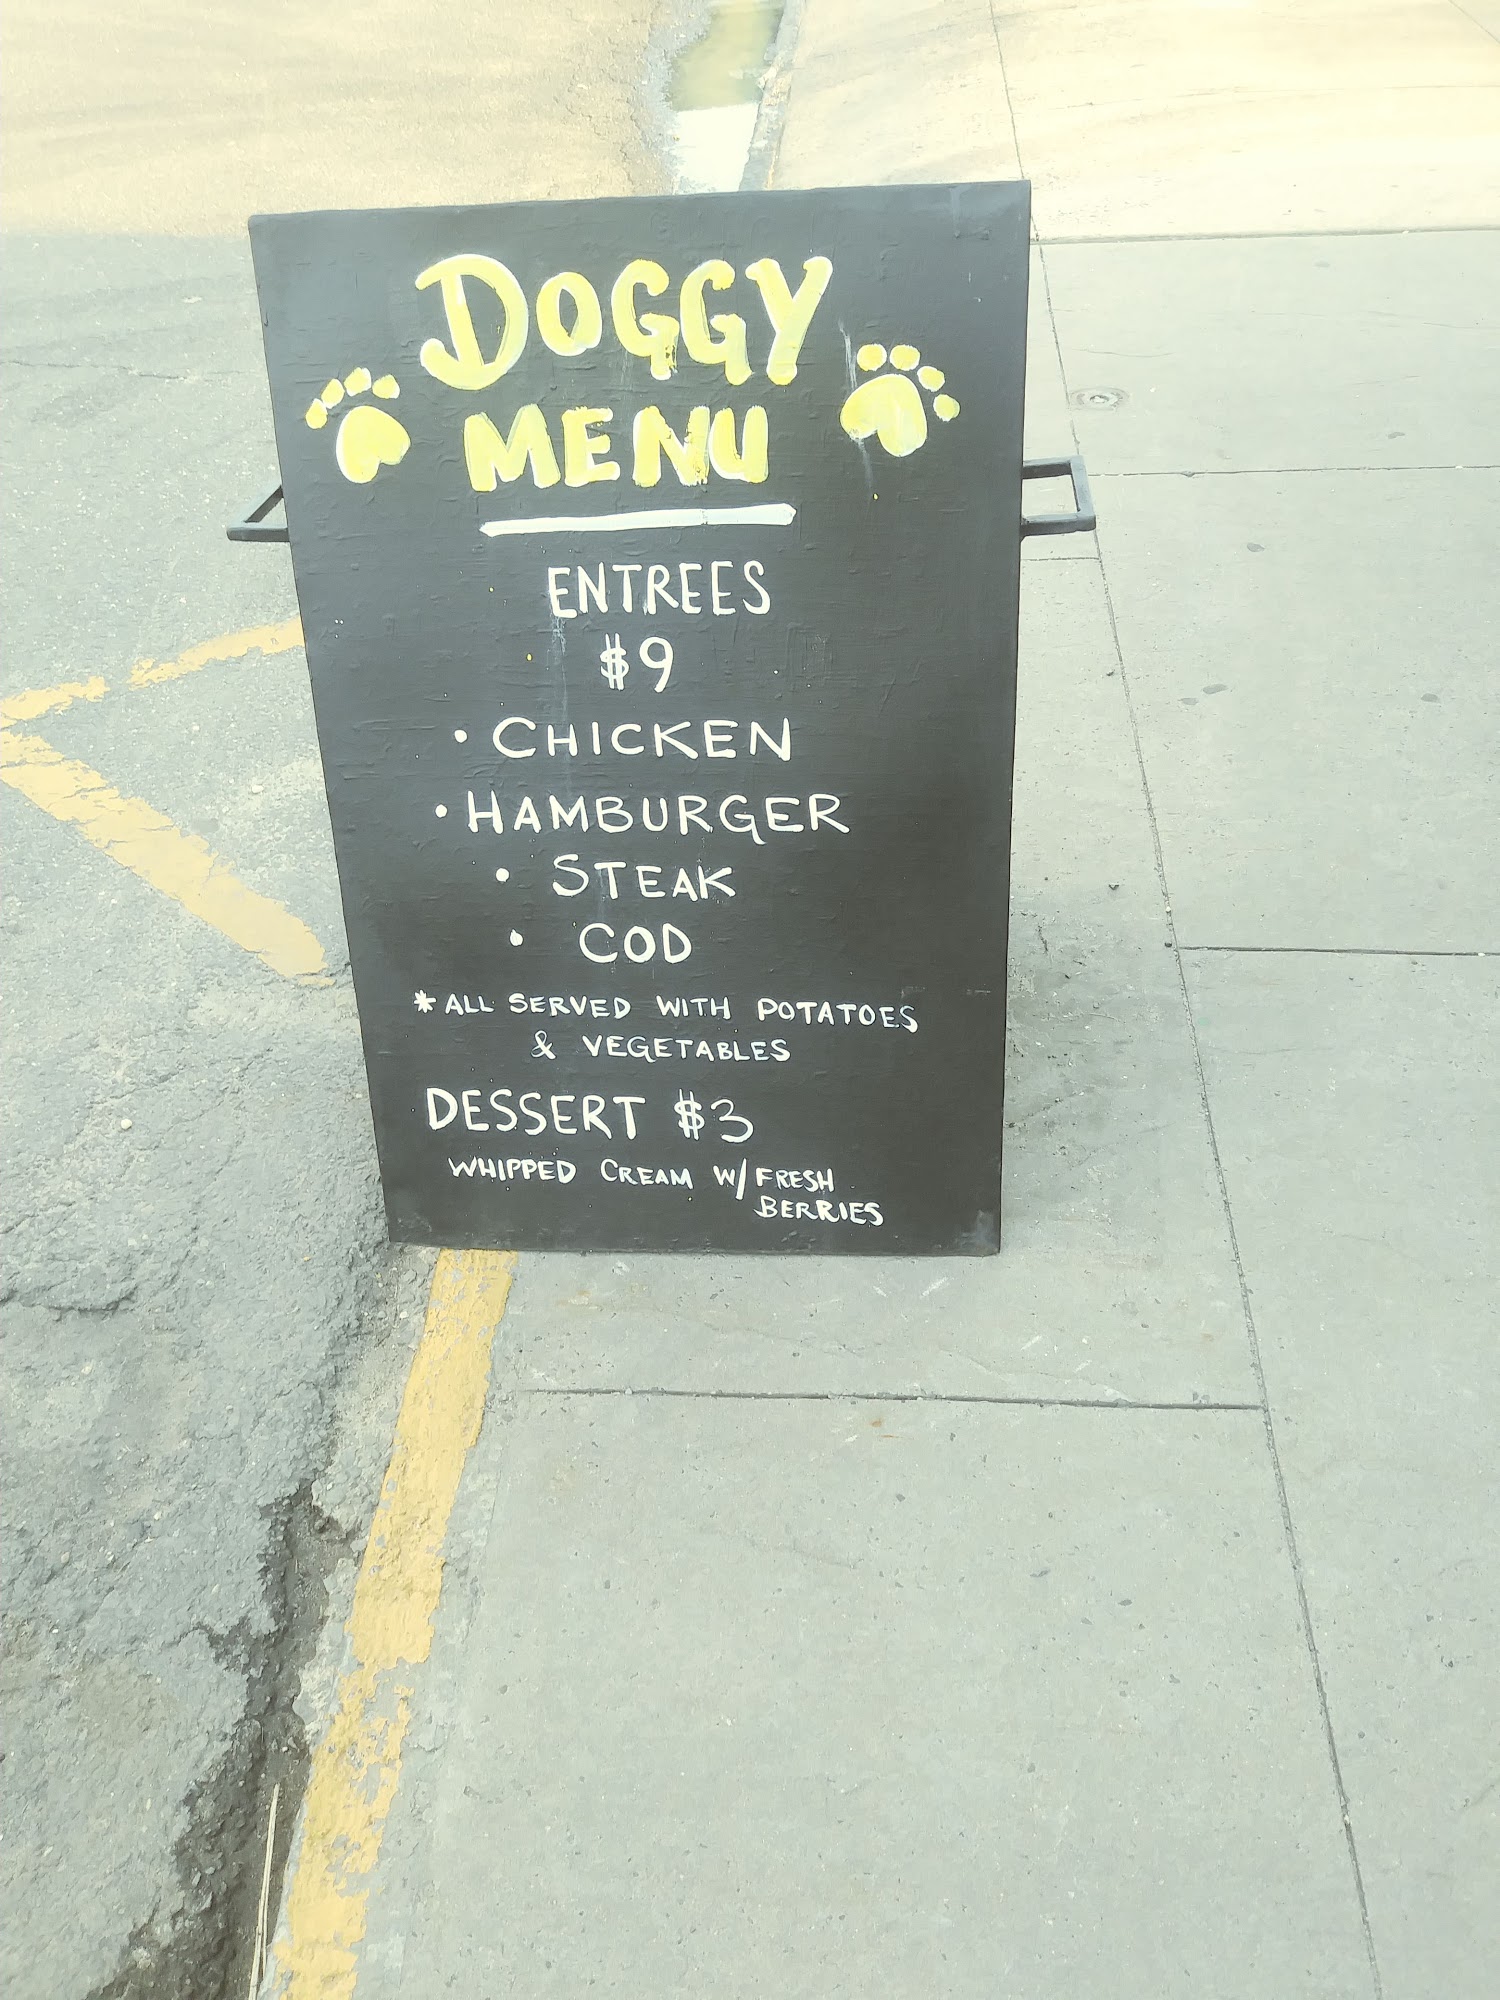 DOGGY
MENU
ENTREES
$9
• CHICKEN
• HAMBURGER
• STEAK
• COD
* ALL SERVED WITH POTATOES
& VEGETABLES
DESSERT $3
WHIPPED CREAM W/ FRESH
BERRIES